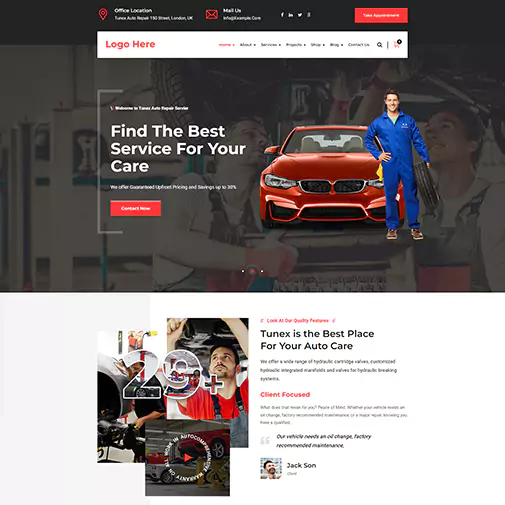 Office Location
Tunex Auto Repair 150 Street, London, UK
Mail Us
Info@Example.Com
Take Appointment
Logo Here
Home About Services Projects Shop Blog Contact Us
0
Welcome to Tunex Auto Repair Servier
Find The Best
Service For Your
Care
We offer Guaranteed Upfront Pricing and Savings up to 30%
Contact Now
Look At Our Quality Features
Tunex is the Best Place
For Your Auto Care
We offer a wide range of hydraulic cartridge valves, customized
hydraulic integrated manifolds and valves for hydraulic breaking
systems.
29+
Client Focused
What does that mean for you? Peace of Mind. Whether your vehicle needs an
oil change, factory recommended maintenance or a major repair, knowing you
have a qualified.
Our vehicle needs an oil change, factory
recommended maintenance,
Jack Son
Client